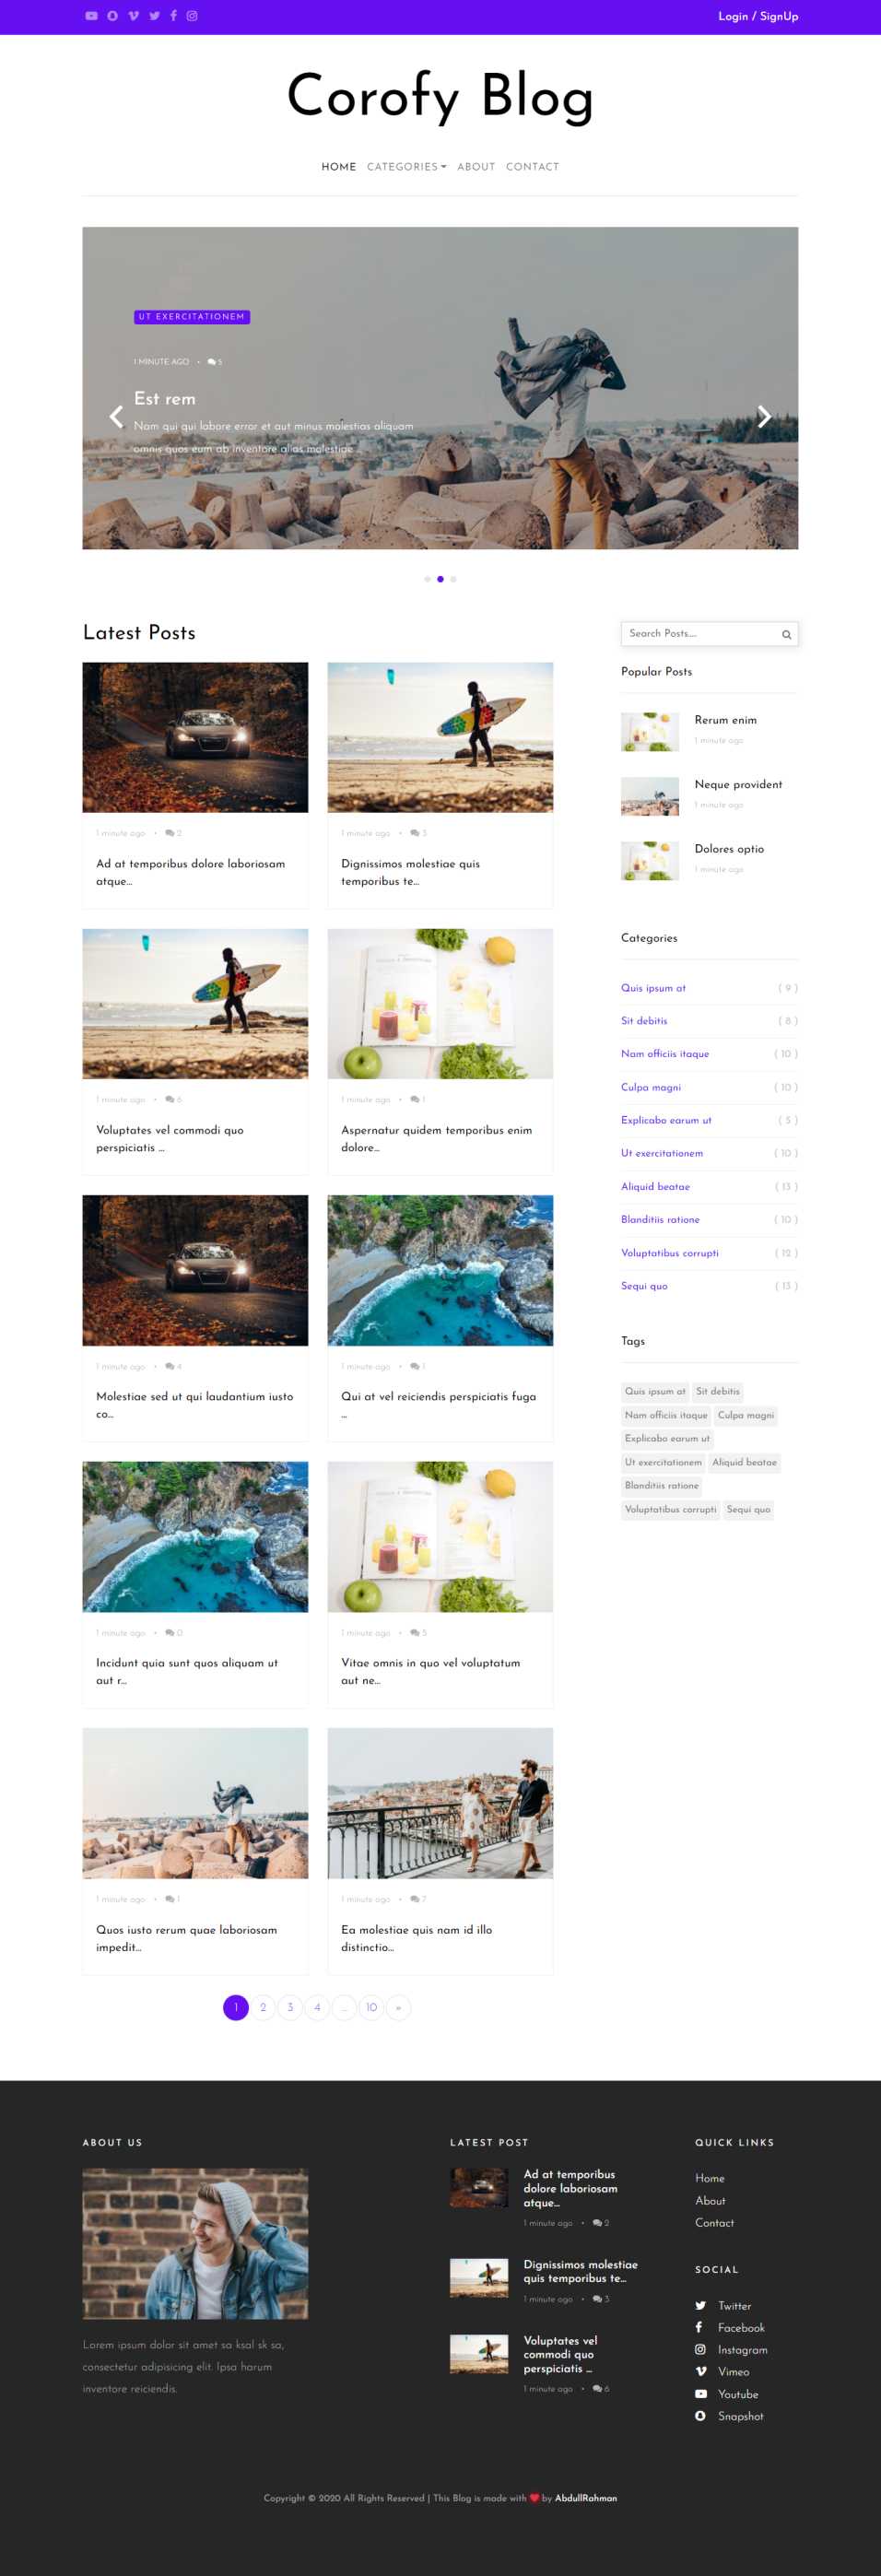 Login / SignUp
Corofy Blog
HOME CATEGORIES ABOUT CONTACT
UT EXERCITATIONEM
1 MINUTE AGO • 5
Est rem
Nam qui qui labore error et aut minus molestias aliquam
omnis quos eum ab inventore alias molestiae ...
Latest Posts
1 minute ago • 2
Ad at temporibus dolore laboriosam
atque...
1 minute ago • 3
Dignissimos molestiae quis
temporibus te...
1 minute ago • 6
Voluptates vel commodi quo
perspiciatis ...
1 minute ago • 1
Aspernatur quidem temporibus enim
dolore...
1 minute ago • 4
Molestiae sed ut qui laudantium iusto
co...
1 minute ago • 1
Qui at vel reiciendis perspiciatis fuga
...
1 minute ago • 0
Incidunt quia sunt quos aliquam ut
aut r...
1 minute ago • 5
Vitae omnis in quo vel voluptatum
aut ne...
1 minute ago • 1
Quos iusto rerum quae laboriosam
impedit...
1 minute ago • 7
Ea molestiae quis nam id illo
distinctio...
1 2 3 4 ... 10 »
Search Posts....
Popular Posts
Rerum enim
1 minute ago
Neque provident
1 minute ago
Dolores optio
1 minute ago
Categories
Quis ipsum at ( 9 )
Sit debitis ( 8 )
Nam officiis itaque ( 10 )
Culpa magni ( 10 )
Explicabo earum ut ( 5 )
Ut exercitationem ( 10 )
Aliquid beatae ( 13 )
Blanditiis ratione ( 10 )
Voluptatibus corrupti ( 12 )
Sequi quo ( 13 )
Tags
Quis ipsum at Sit debitis
Nam officiis itaque Culpa magni
Explicabo earum ut
Ut exercitationem Aliquid beatae
Blanditiis ratione
Voluptatibus corrupti Sequi quo
ABOUT US
Lorem ipsum dolor sit amet sa ksal sk sa,
consectetur adipisicing elit. Ipsa harum
inventore reiciendis.
LATEST POST
Ad at temporibus
dolore laboriosam
atque...
1 minute ago • 2
Dignissimos molestiae
quis temporibus te...
1 minute ago • 3
Voluptates vel
commodi quo
perspiciatis ...
1 minute ago • 6
QUICK LINKS
Home
About
Contact
SOCIAL
Twitter
Facebook
Instagram
Vimeo
Youtube
Snapshot
Copyright © 2020 All Rights Reserved | This Blog is made with ❤ by AbdullRahman